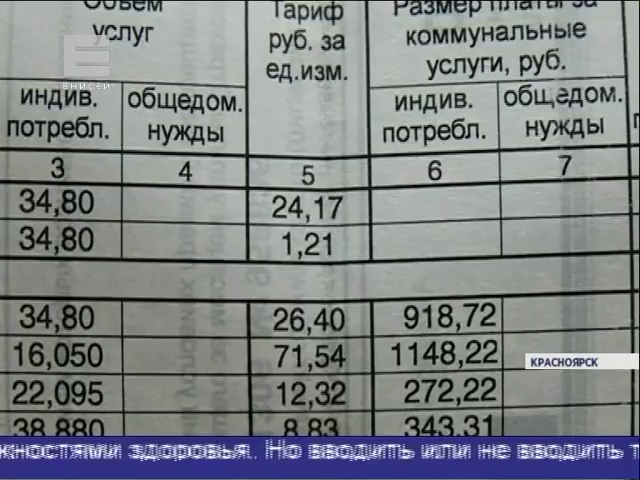 Объем услуг
Тариф руб. за ед.изм.
Размер платы за коммунальные услуги, руб.
индив. потребл.
общедом. нужды
индив. потребл.
общедом. нужды
3 4 5 6 7
34,80 24,17
34,80 1,21
34,80 26,40 918,72
16,050 71,54 1148,22
22,095 12,32 272,22
38,880 8,83 343,31
ЕНИСЕЙ
КРАСНОЯРСК
здоровья. Но вводить или не вводить